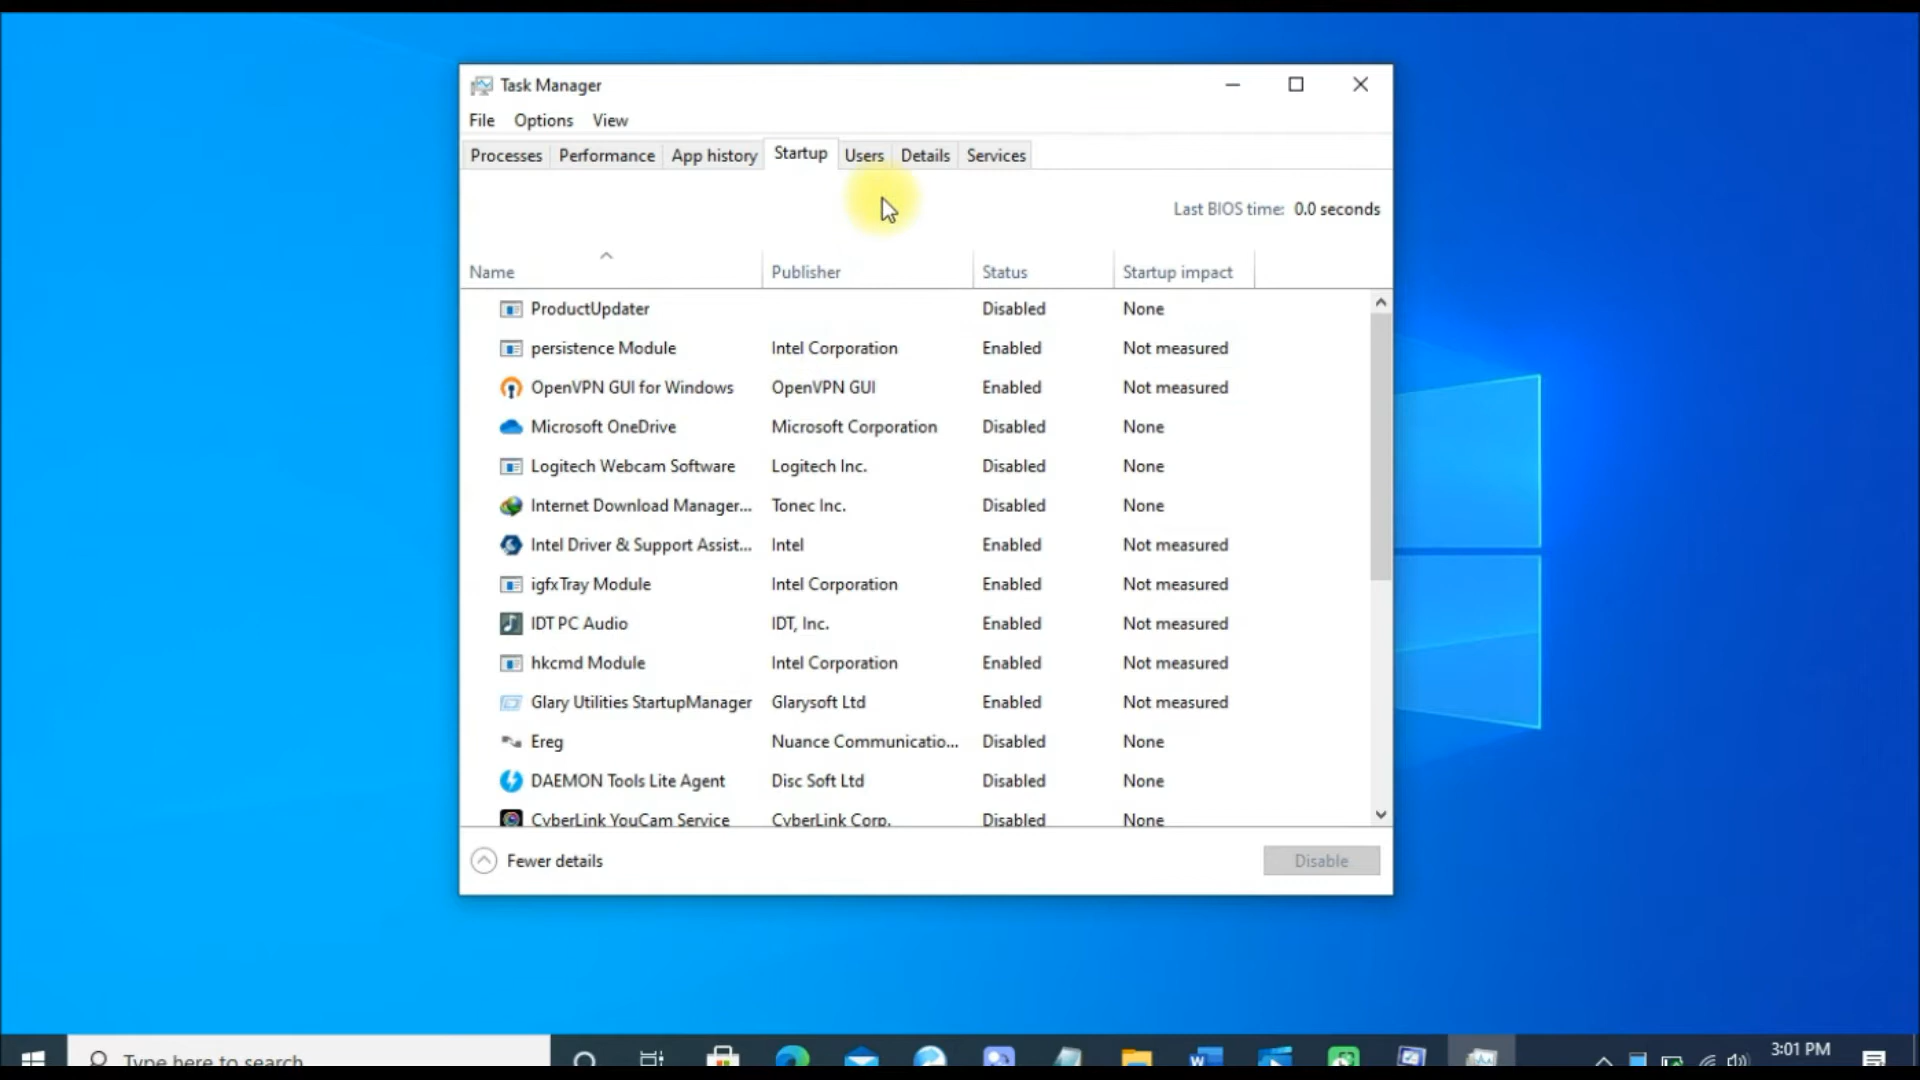 Task Manager
File Options View
Processes Performance App history Startup Users Details Services
Last BIOS time: 0.0 seconds
Name Publisher Status Startup impact
ProductUpdater Disabled None
persistence Module Intel Corporation Enabled Not measured
OpenVPN GUI for Windows OpenVPN GUI Enabled Not measured
Microsoft OneDrive Microsoft Corporation Disabled None
Logitech Webcam Software Logitech Inc. Disabled None
Internet Download Manager... Tonec Inc. Disabled None
Intel Driver & Support Assist... Intel Enabled Not measured
igfxTray Module Intel Corporation Enabled Not measured
IDT PC Audio IDT, Inc. Enabled Not measured
hkcmd Module Intel Corporation Enabled Not measured
Glary Utilities StartupManager Glarysoft Ltd Enabled Not measured
Ereg Nuance Communicatio... Disabled None
DAEMON Tools Lite Agent Disc Soft Ltd Disabled None
CyberLink YouCam Service CyberLink Corp. Disabled None
Fewer details Disable
Type here to search 3:01 PM